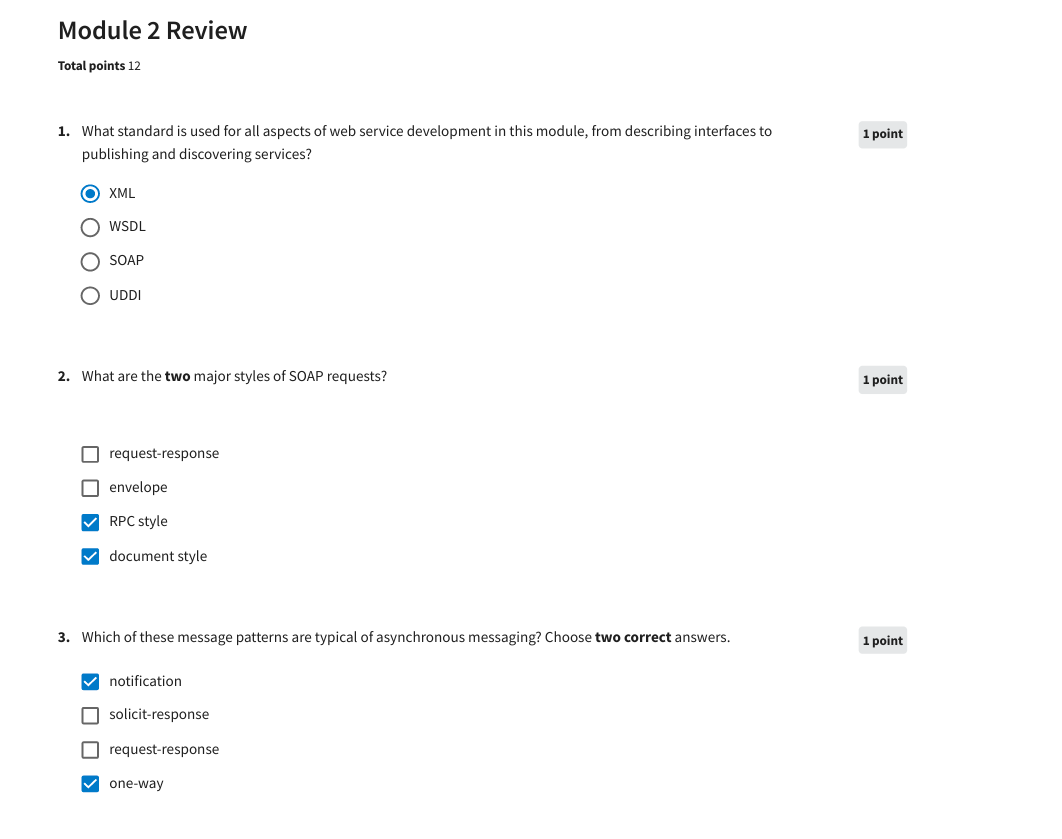 Module 2 Review
Total points 12
1. What standard is used for all aspects of web service development in this module, from describing interfaces to
publishing and discovering services?
1 point
XML
WSDL
SOAP
UDDI
2. What are the two major styles of SOAP requests?
1 point
request-response
envelope
RPC style
document style
3. Which of these message patterns are typical of asynchronous messaging? Choose two correct answers.
1 point
notification
solicit-response
request-response
one-way